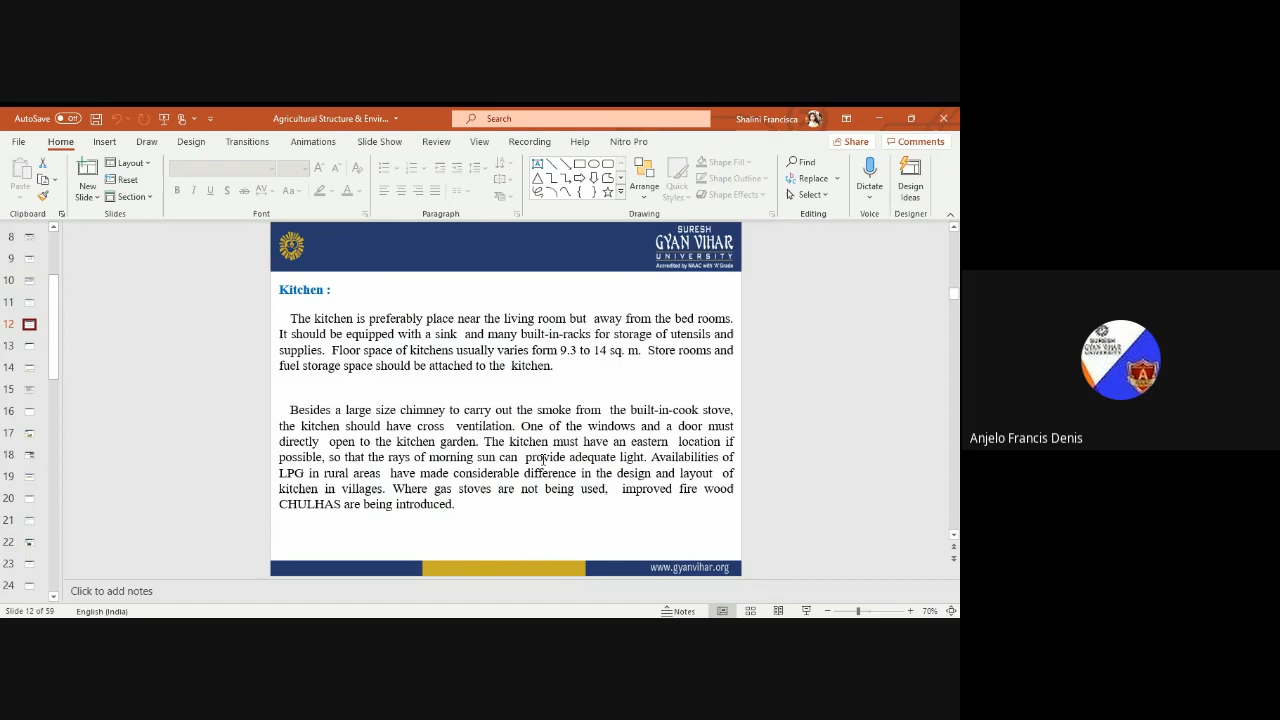 AutoSave Off
Agricultural Structure & Envir...
Search
Shalini Francisca
File Home Insert Draw Design Transitions Animations Slide Show Review View Recording Help Nitro Pro
Share Comments
Paste
Clipboard
New
Slide
Layout
Reset
Section
Slides
B I U S ab AV Aa A
Font
Paragraph
Arrange
Quick
Styles
Shape Fill
Shape Outline
Shape Effects
Drawing
Find
Replace
Select
Editing
Dictate
Voice
Design
Ideas
Designer
8
9
10
11
12
13
14
15
16
17
18
19
20
21
22
23
24
SURESH
GYAN VIHAR
UNIVERSITY
Accredited by NAAC with 'A' Grade
Kitchen :
The kitchen is preferably place near the living room but away from the bed rooms.
It should be equipped with a sink and many built-in-racks for storage of utensils and
supplies. Floor space of kitchens usually varies form 9.3 to 14 sq. m. Store rooms and
fuel storage space should be attached to the kitchen.
Besides a large size chimney to carry out the smoke from the built-in-cook stove,
the kitchen should have cross ventilation. One of the windows and a door must
directly open to the kitchen garden. The kitchen must have an eastern location if
possible, so that the rays of morning sun can provide adequate light. Availabilities of
LPG in rural areas have made considerable difference in the design and layout of
kitchen in villages. Where gas stoves are not being used, improved fire wood
CHULHAS are being introduced.
www.gyanvihar.org
Click to add notes
Slide 12 of 59 English (India)
Notes
70%
SURESH
GYAN VIHAR
A
Anjelo Francis Denis